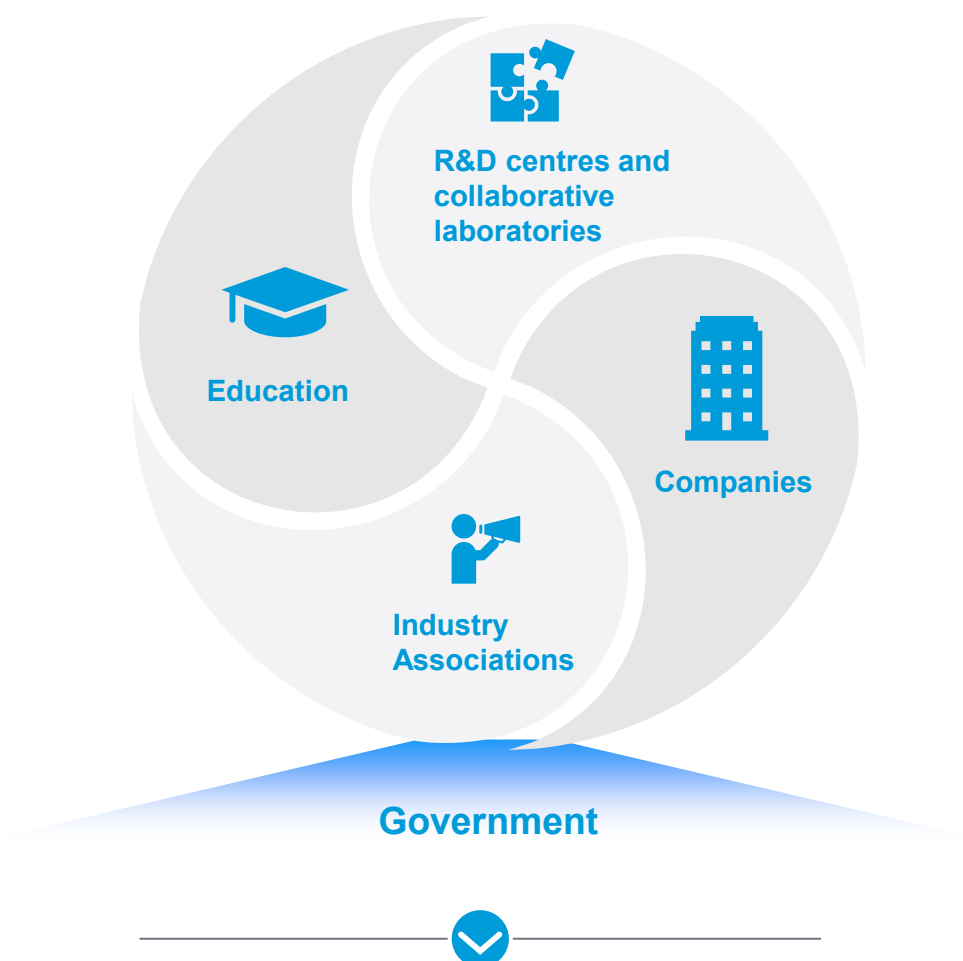 R&D centres and
collaborative
laboratories
Education
Companies
Industry
Associations
Government